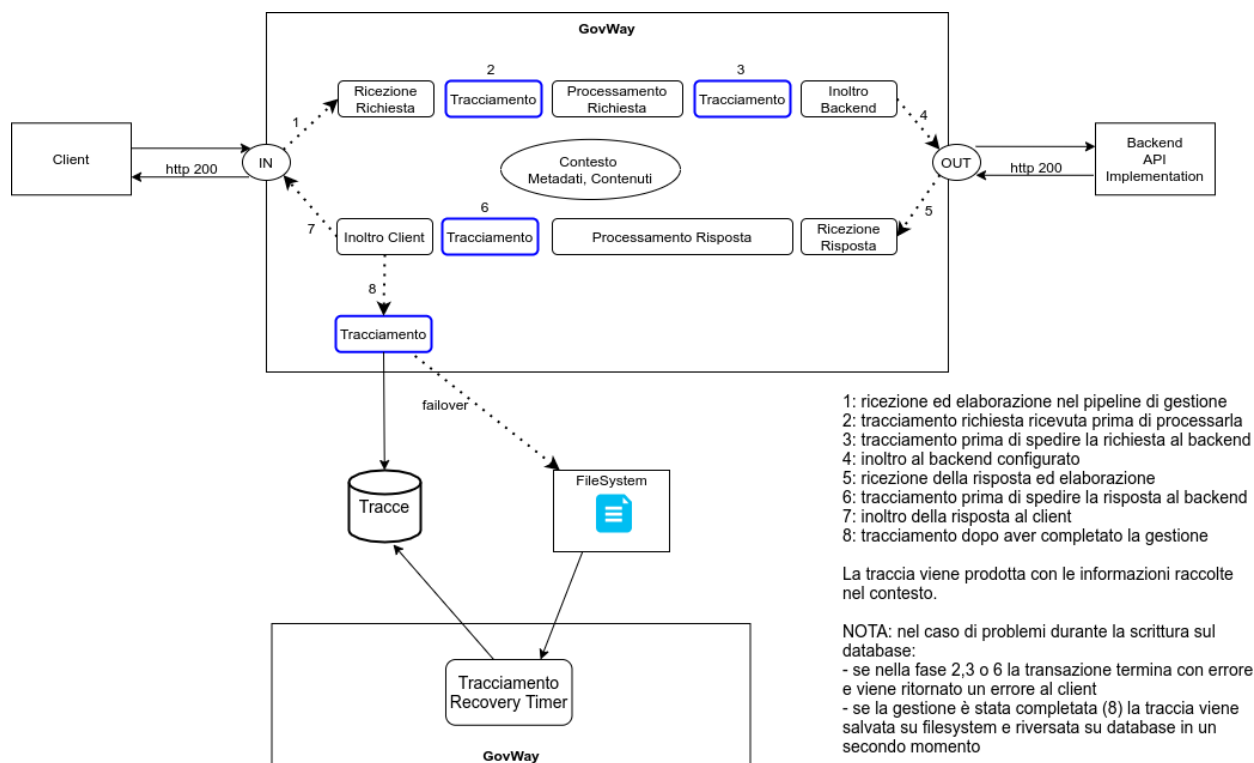 GovWay
2
3
Ricezione
Richiesta
Tracciamento
Processamento
Richiesta
Tracciamento
Inoltro
Backend
1
4
Client
http 200
IN
Contesto
Metadati, Contenuti
OUT
http 200
Backend
API
Implementation
6
7
5
Inoltro Client
Tracciamento
Processamento Risposta
Ricezione
Risposta
8
Tracciamento
failover
Tracce
FileSystem
Tracciamento
Recovery Timer
GovWay
1: ricezione ed elaborazione nel pipeline di gestione
2: tracciamento richiesta ricevuta prima di processarla
3: tracciamento prima di spedire la richiesta al backend
4: inoltro al backend configurato
5: ricezione della risposta ed elaborazione
6: tracciamento prima di spedire la risposta al backend
7: inoltro della risposta al client
8: tracciamento dopo aver completato la gestione
La traccia viene prodotta con le informazioni raccolte
nel contesto.
NOTA: nel caso di problemi durante la scrittura sul
database:
- se nella fase 2,3 o 6 la transazione termina con errore
e viene ritornato un errore al client
- se la gestione è stata completata (8) la traccia viene
salvata su filesystem e riversata su database in un
secondo momento